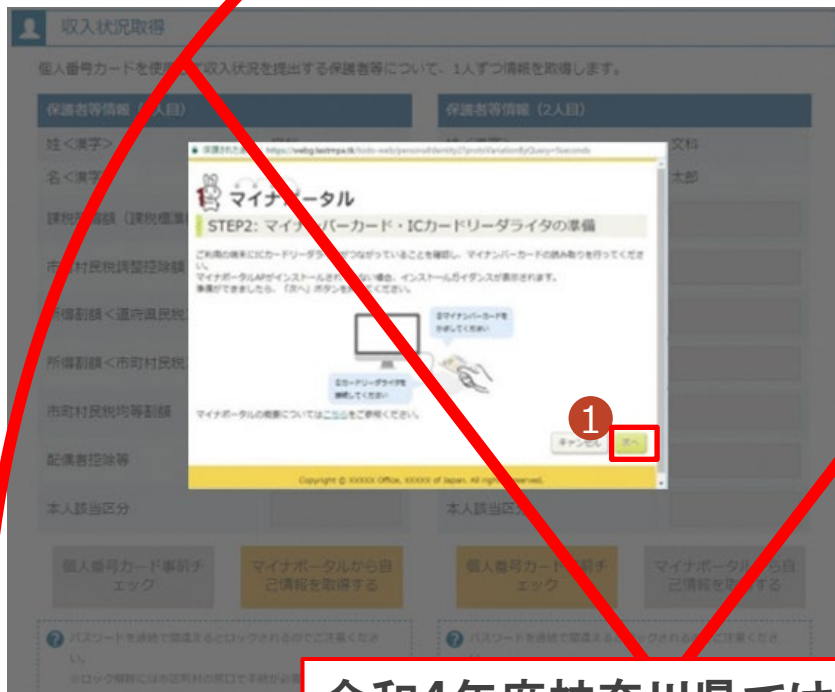 収入状況取得
個人番号カードを使 収入状況を提出する保護者等について、1人ずつ情報を取得します。
保護者等情報 人目)
保護者等情報(2人目)
姓<漢字>
文科
名<漢字
太郎
マイナポータル
STEP2: マイナンバーカード・ICカードリーダライタの準備
ご利用の端末にICカードリーダ がつながっていることを確認し、マイナンバーカードの読み取りを行ってくださ
い。
マイナポータルAPがインストールされ ない場合、インストールガイダンスが表示されます。
準備ができましたら、「次へ」ボタンを ください。
②マイナンバーカードを
かざしてください
①カードリーダライタを
接続してください
マイナポータルの概要についてはこちらをご参照ください。
1
キャンセル
次へ
Copyright © XXXXX Office, XXXXX of Japan. All rights reserved.
課税 額(課税標準
市 村民税調整控除額
所得割額<道府県民税
所得割額<市町村民税
市町村民税均等割額
配偶者控除等
本人該当区分
本人該当区
個人番号カード事前チ
ェック
マイナポータルから自
己情報を取得する
個人番号カード 前チ
ェック
マイナポータルから自
己情報を取 する
パスワードを連続で間違えるとロックされるのでご注意くださ
い。
※ロック解除には市区町村の窓口で手続が必
パスワードを連続で間違える ックされる ご注意くださ
令和4年度神奈川県では